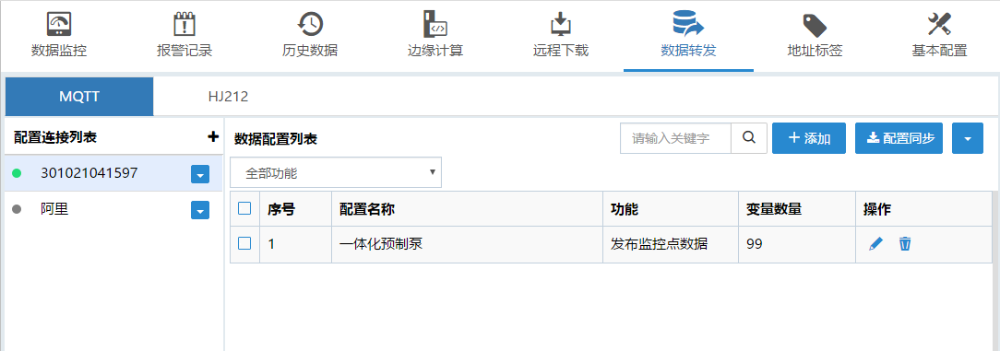 数据监控 报警记录 历史数据 边缘计算 远程下载 数据转发 地址标签 基本配置
MQTT HJ212
配置连接列表
数据配置列表 请输入关键字 添加 配置同步
301021041597
全部功能
阿里
序号 配置名称 功能 变量数量 操作
1 一体化预制泵 发布监控点数据 99